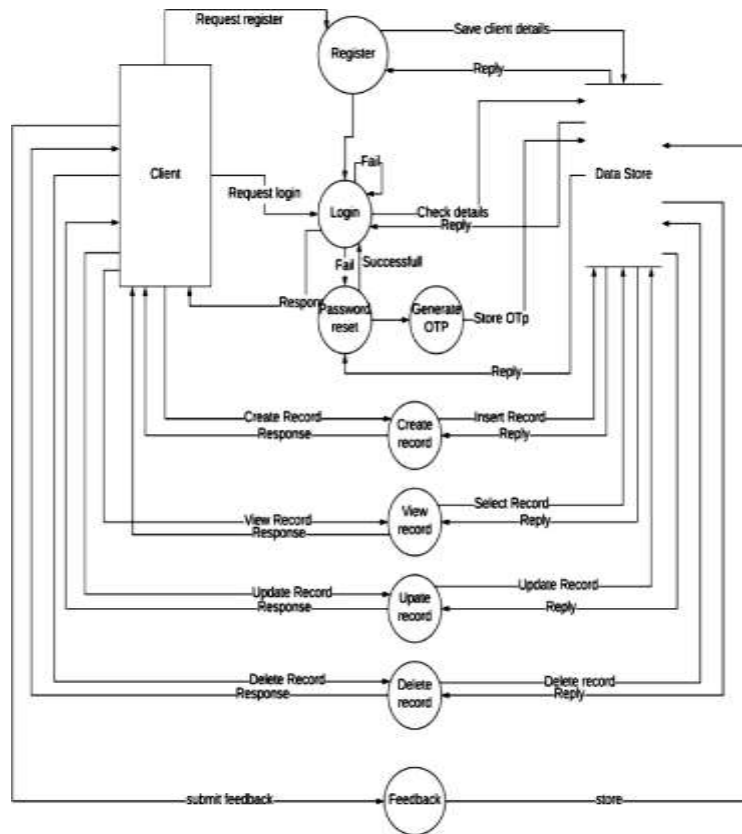 Request register
Save client details
Register
Reply
Client
Fail
Data Store
Request login
Login
Check details
Reply
Fail
Successfull
Respon
Password
reset
Generate
OTP
Store OTp
Reply
Create Record
Insert Record
Create
record
Response
Reply
View Record
Select Record
View
record
Response
Reply
Update Record
Update Record
Upate
record
Response
Reply
Delete Record
Delete record
Delete
record
Response
Reply
submit feedback
Feedback
store